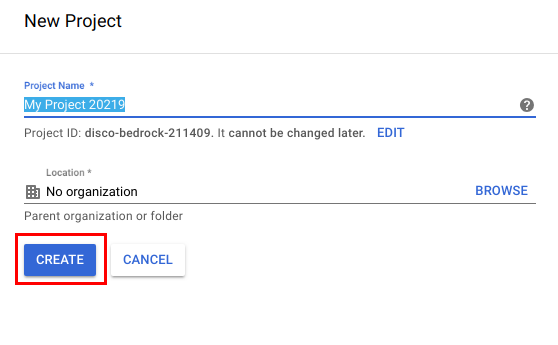 New Project
Project Name *
My Project 20219
Project ID: disco-bedrock-211409. It cannot be changed later. EDIT
Location *
No organization BROWSE
Parent organization or folder
CREATE CANCEL